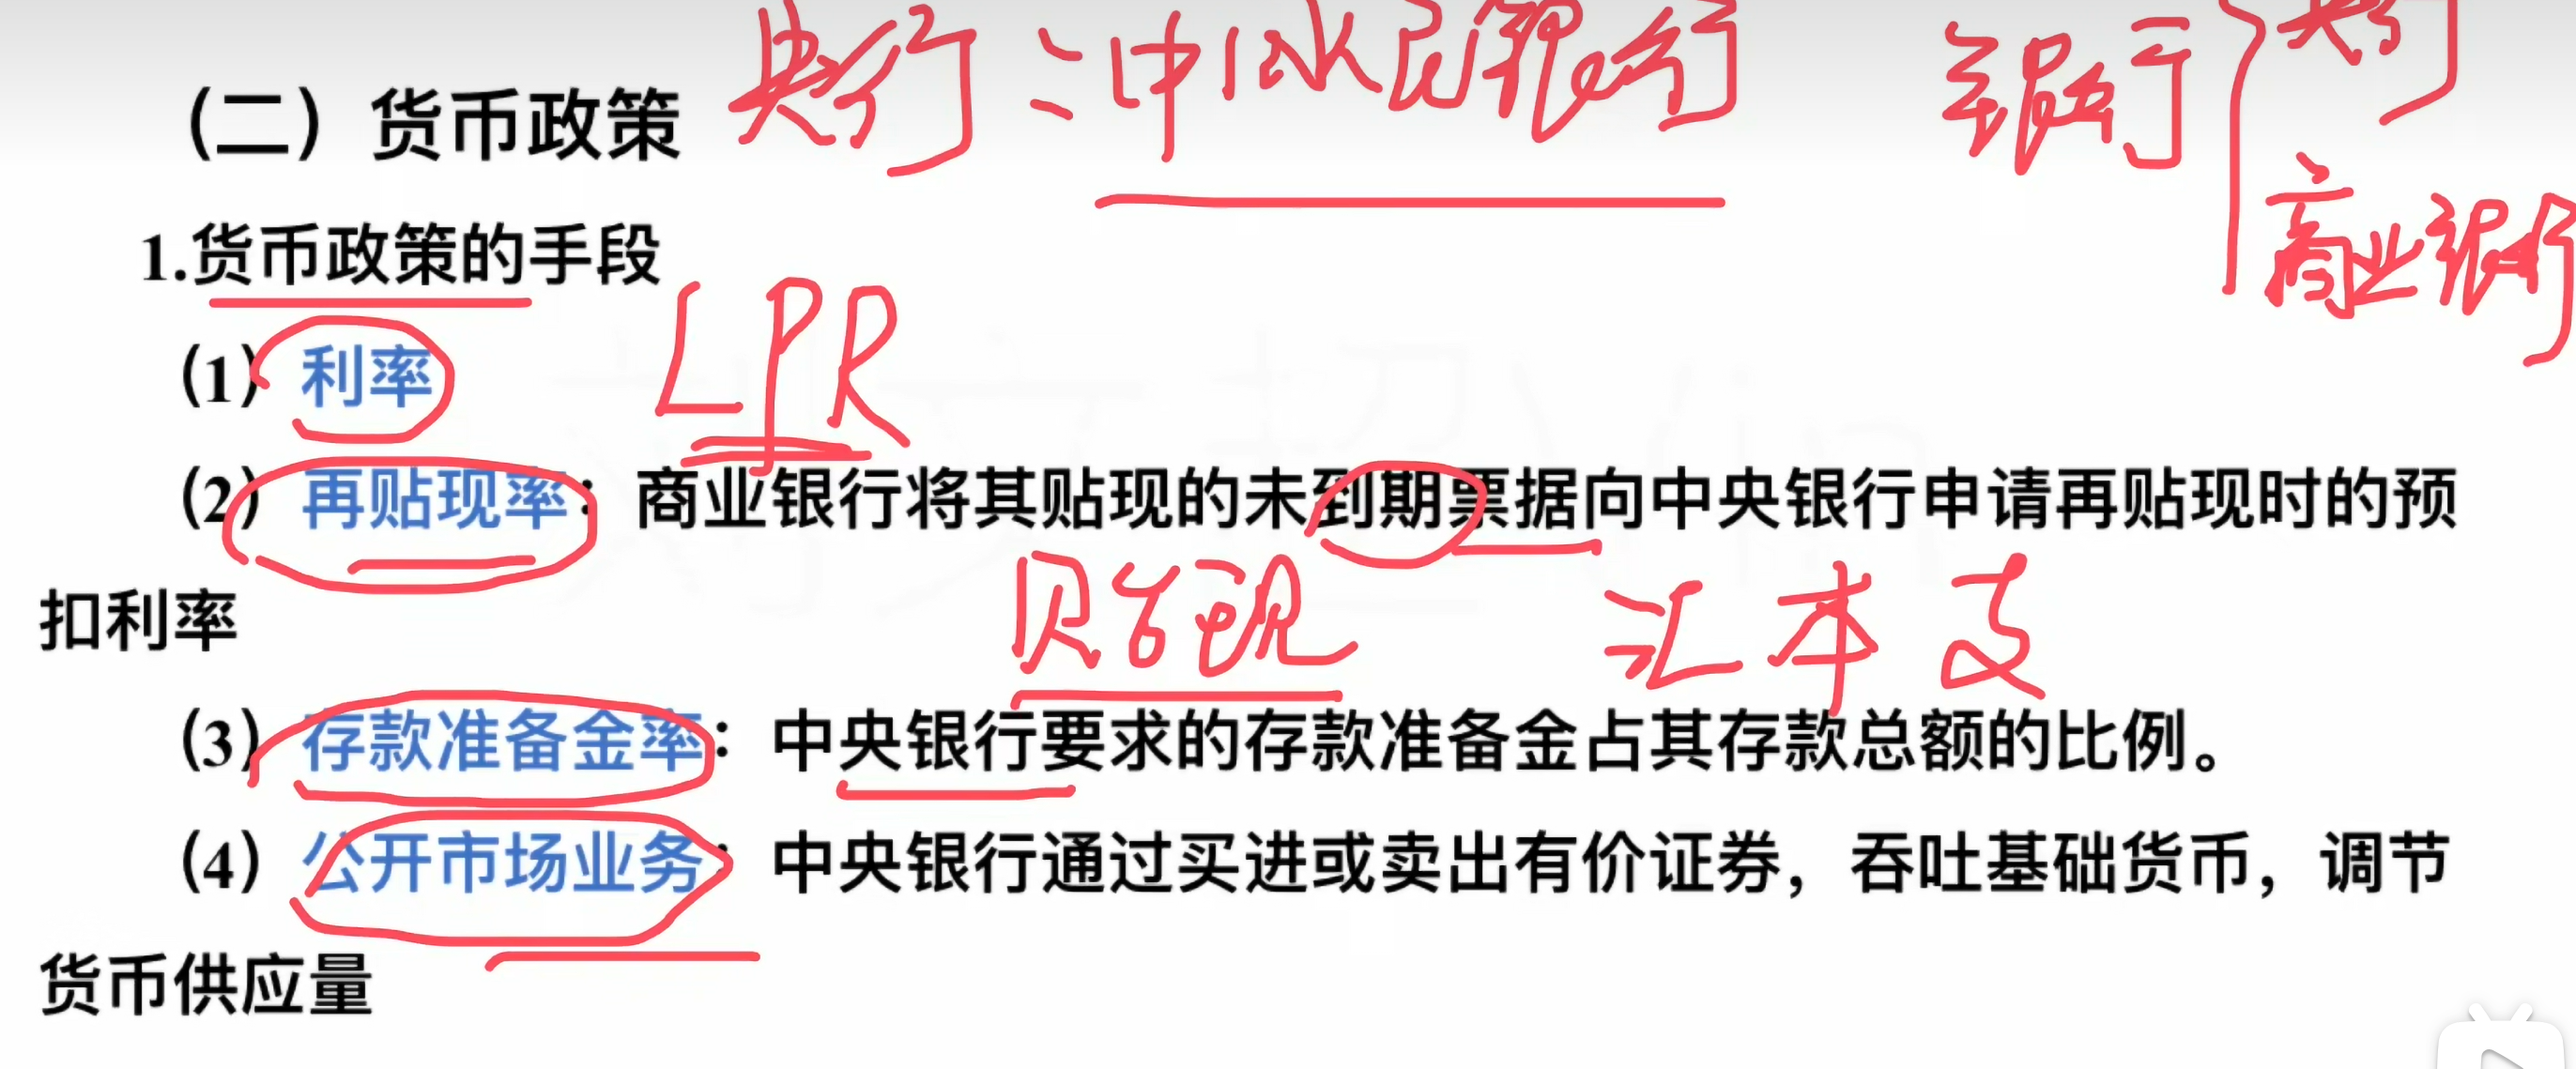 央行：中国人民银行
银行 央行
商业银行
（二）货币政策
1.货币政策的手段
（1）利率
LPR
（2）再贴现率：商业银行将其贴现的未到期票据向中央银行申请再贴现时的预
扣利率
贴现 汇 本 支
（3）存款准备金率：中央银行要求的存款准备金占其存款总额的比例。
（4）公开市场业务：中央银行通过买进或卖出有价证券，吞吐基础货币，调节
货币供应量